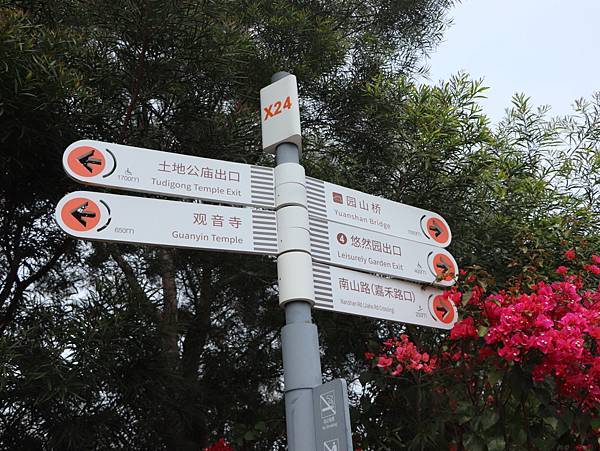 X24
土地公庙出口
Tudigong Temple Exit
1700m
观音寺
Guanyin Temple
650m
园山桥
Yuanshan Bridge
4 悠然园出口
Leisurely Garden Exit
南山路(嘉禾路口)